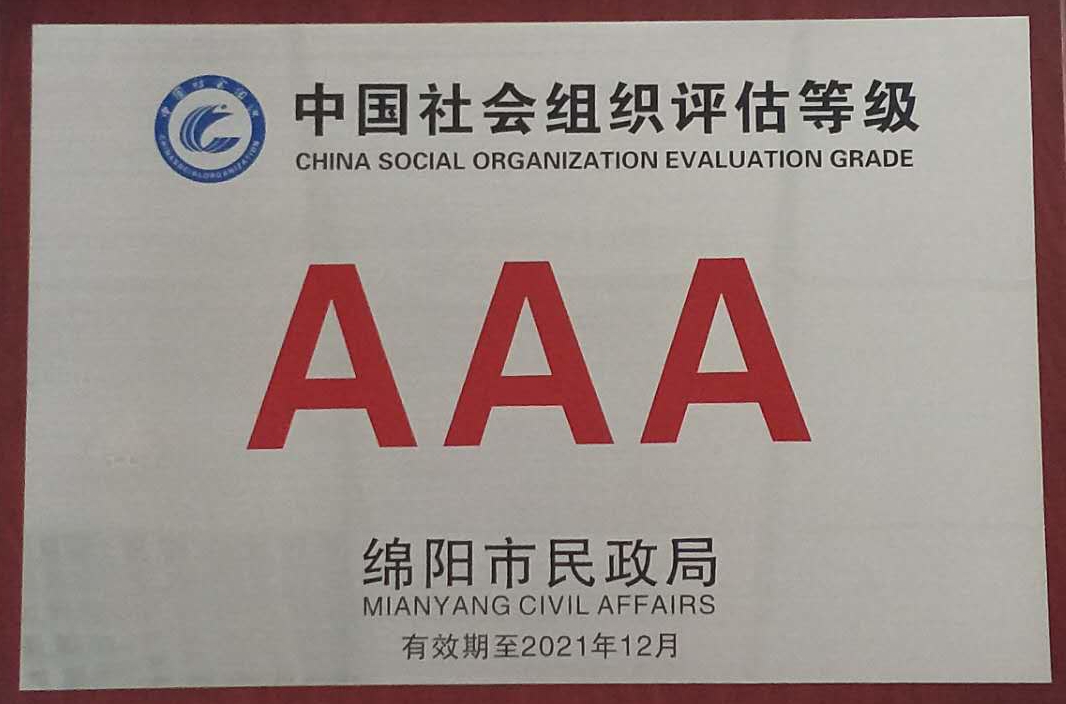 中国社会组织评估等级
CHINA SOCIAL ORGANIZATION EVALUATION GRADE
AAA
绵阳市民政局
MIANYANG CIVIL AFFAIRS
有效期至2021年12月